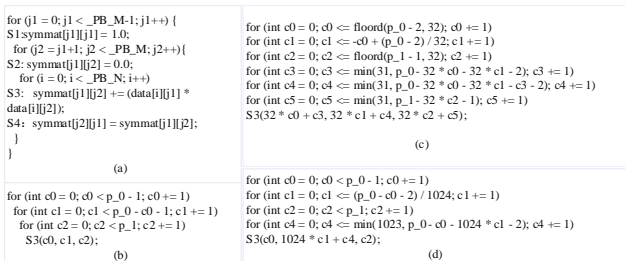 for (j1 = 0; j1 < _PB_M-1; j1++) {
S1:symmat[j1][j1] = 1.0;
for (j2 = j1+1; j2 < _PB_M; j2++){
S2: symmat[j1][j2] = 0.0;
for (i = 0; i < _PB_N; i++)
S3: symmat[j1][j2] += (data[i][j1] *
data[i][j2]);
S4: symmat[j2][j1] = symmat[j1][j2];
}
}
(a)
for (int c0 = 0; c0 < p_0 - 1; c0 += 1)
for (int c1 = 0; c1 < p_0 - c0 - 1; c1 += 1)
for (int c2 = 0; c2 < p_1; c2 += 1)
S3(c0, c1, c2);
(b)
for (int c0 = 0; c0 <= floord(p_0 - 2, 32); c0 += 1)
for (int c1 = 0; c1 <= -c0 + (p_0 - 2) / 32; c1 += 1)
for (int c2 = 0; c2 <= floord(p_1 - 1, 32); c2 += 1)
for (int c3 = 0; c3 <= min(31, p_0 - 32 * c0 - 32 * c1 - 2); c3 += 1)
for (int c4 = 0; c4 <= min(31, p_0 - 32 * c0 - 32 * c1 - c3 - 2); c4 += 1)
for (int c5 = 0; c5 <= min(31, p_1 - 32 * c2 - 1); c5 += 1)
S3(32 * c0 + c3, 32 * c1 + c4, 32 * c2 + c5);
(c)
for (int c0 = 0; c0 < p_0 - 1; c0 += 1)
for (int c1 = 0; c1 <= (p_0 - c0 - 2) / 1024; c1 += 1)
for (int c2 = 0; c2 < p_1; c2 += 1)
for (int c4 = 0; c4 <= min(1023, p_0 - c0 - 1024 * c1 - 2); c4 += 1)
S3(c0, 1024 * c1 + c4, c2);
(d)